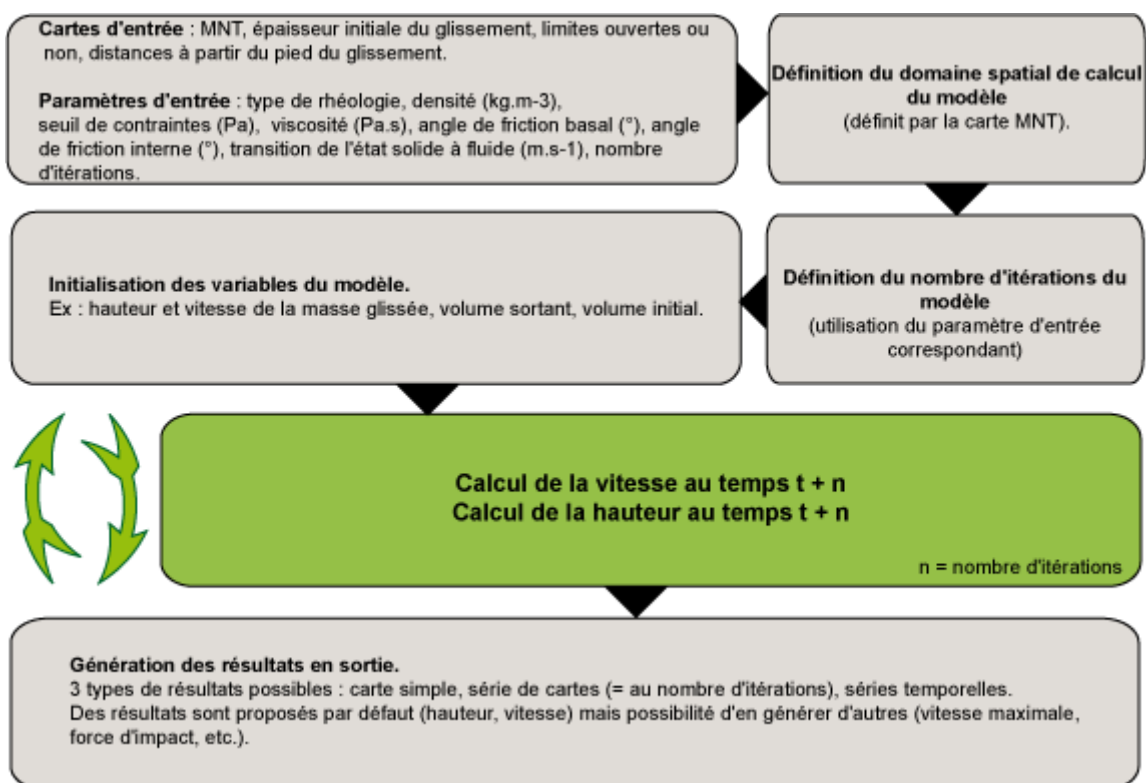 Cartes d'entrée : MNT, épaisseur initiale du glissement, limites ouvertes ou
non, distances à partir du pied du glissement.
Paramètres d'entrée : type de rhéologie, densité (kg.m-3),
seuil de contraintes (Pa), viscosité (Pa.s), angle de friction basal (°), angle
de friction interne (°), transition de l'état solide à fluide (m.s-1), nombre
d'itérations.
Définition du domaine spatial de calcul
du modèle
(définit par la carte MNT).
Définition du nombre d'itérations du
modèle
(utilisation du paramètre d'entrée
correspondant)
Initialisation des variables du modèle.
Ex : hauteur et vitesse de la masse glissée, volume sortant, volume initial.
Calcul de la vitesse au temps t + n
Calcul de la hauteur au temps t + n
n = nombre d'itérations
Génération des résultats en sortie.
3 types de résultats possibles : carte simple, série de cartes (= au nombre d'itérations), séries temporelles.
Des résultats sont proposés par défaut (hauteur, vitesse) mais possibilité d'en générer d'autres (vitesse maximale,
force d'impact, etc.).